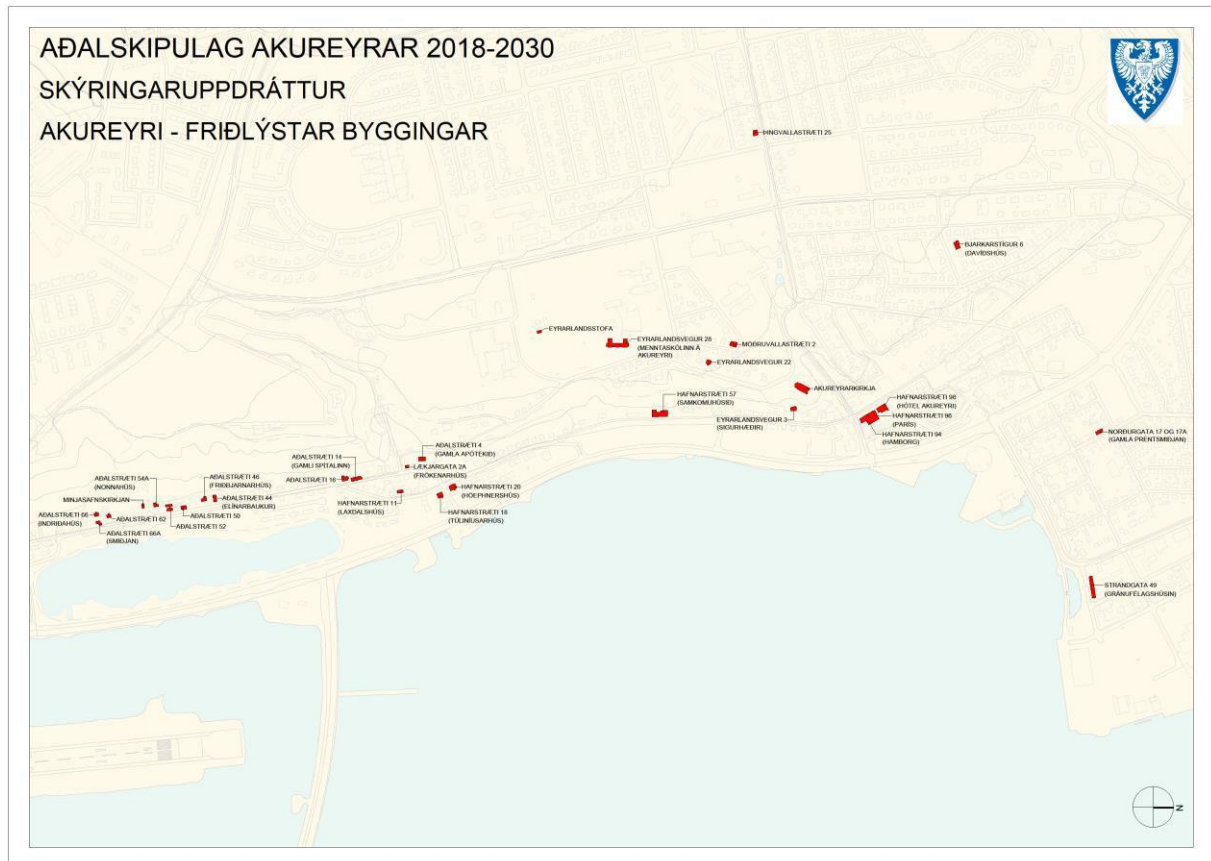 AÐALSKIPULAG AKUREYRAR 2018-2030
SKÝRINGARUPPDRÁTTUR
AKUREYRI - FRIÐLÝSTAR BYGGINGAR
ÞINGVALLASTRÆTI 25
BJARKARSTÍGUR 6
(DAVÍÐSHÚS)
EYRARLANDSSTOFA
EYRARLANDSVEGUR 28
(MENNTASKÓLINN Á
AKUREYRI)
MÖÐRUVALLASTRÆTI 2
EYRARLANDSVEGUR 22
AKUREYRARKIRKJA
HAFNARSTRÆTI 57
(SAMKOMUHÚSIÐ)
EYRARLANDSVEGUR 3
(SIGURHÆÐIR)
HAFNARSTRÆTI 98
(HÓTEL AKUREYRI)
HAFNARSTRÆTI 96
(PARÍS)
HAFNARSTRÆTI 94
(HAMBORG)
NORÐURGATA 17 OG 17A
(GAMLA PRENTSMIÐJAN)
AÐALSTRÆTI 4
(GAMLA APÓTEKIÐ)
AÐALSTRÆTI 14
(GAMLI SPÍTALINN)
LÆKJARGATA 2A
(FRÖKENARHÚS)
AÐALSTRÆTI 16
AÐALSTRÆTI 46
(FRIÐBJARNARHÚS)
AÐALSTRÆTI 54A
(NONNAHÚS)
HAFNARSTRÆTI 20
(HÖEPHNERSHÚS)
AÐALSTRÆTI 44
(ELÍNARBAUKUR)
MINJASAFNSKIRKJAN
HAFNARSTRÆTI 11
(LAXDALSHÚS)
HAFNARSTRÆTI 18
(TULINÍUSARHÚS)
AÐALSTRÆTI 66
(INDRIÐAHÚS)
AÐALSTRÆTI 62
AÐALSTRÆTI 50
AÐALSTRÆTI 52
AÐALSTRÆTI 66A
(SMIÐJAN)
STRANDGATA 49
(GRÁNUFÉLAGSHÚSIN)
N